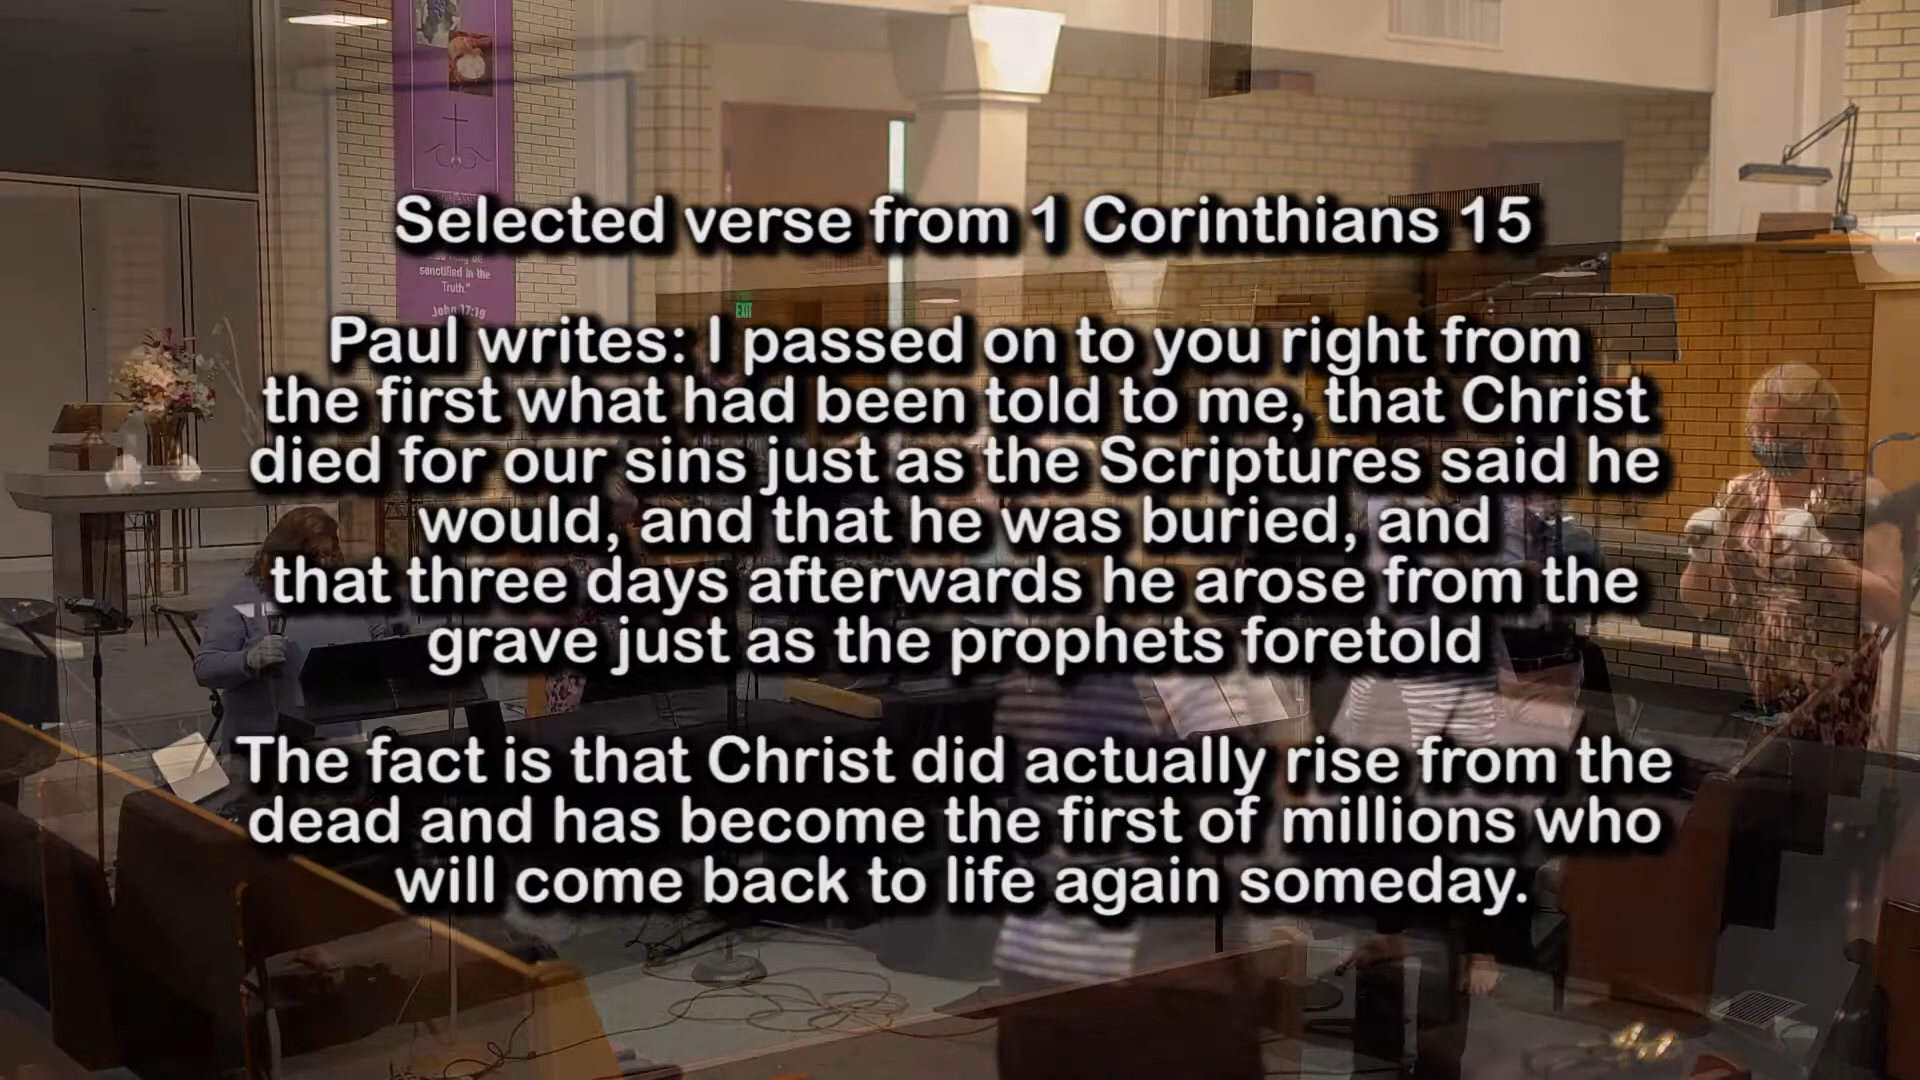 Selected verse from 1 Corinthians 15
sanctified in the
Truth."
John 17:19
EXIT
Paul writes: I passed on to you right from
the first what had been told to me, that Christ
died for our sins just as the Scriptures said he
would, and that he was buried, and
that three days afterwards he arose from the
grave just as the prophets foretold
The fact is that Christ did actually rise from the
dead and has become the first of millions who
will come back to life again someday.